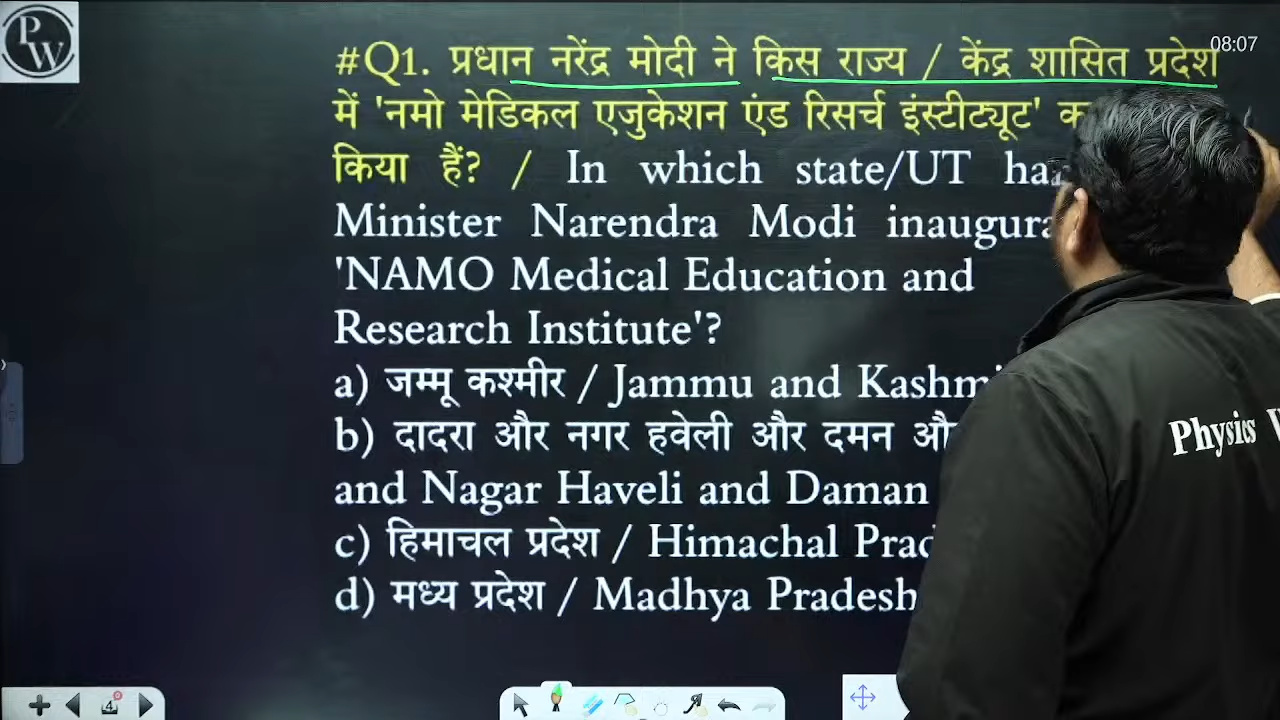 PW
08:07
#Q1. प्रधान नरेंद्र मोदी ने किस राज्य / केंद्र शासित प्रदेश
में 'नमो मेडिकल एजुकेशन एंड रिसर्च इंस्टीट्यूट'
किया हैं? / In which state/UT
Minister Narendra Modi
'NAMO Medical Education and
Research Institute'?
a) जम्मू कश्मीर / Jammu and
b) दादरा और नगर हवेली और दमन
and Nagar Haveli and Daman
c) हिमाचल प्रदेश / Himachal
d) मध्य प्रदेश / Madhya Pradesh
Physics
4